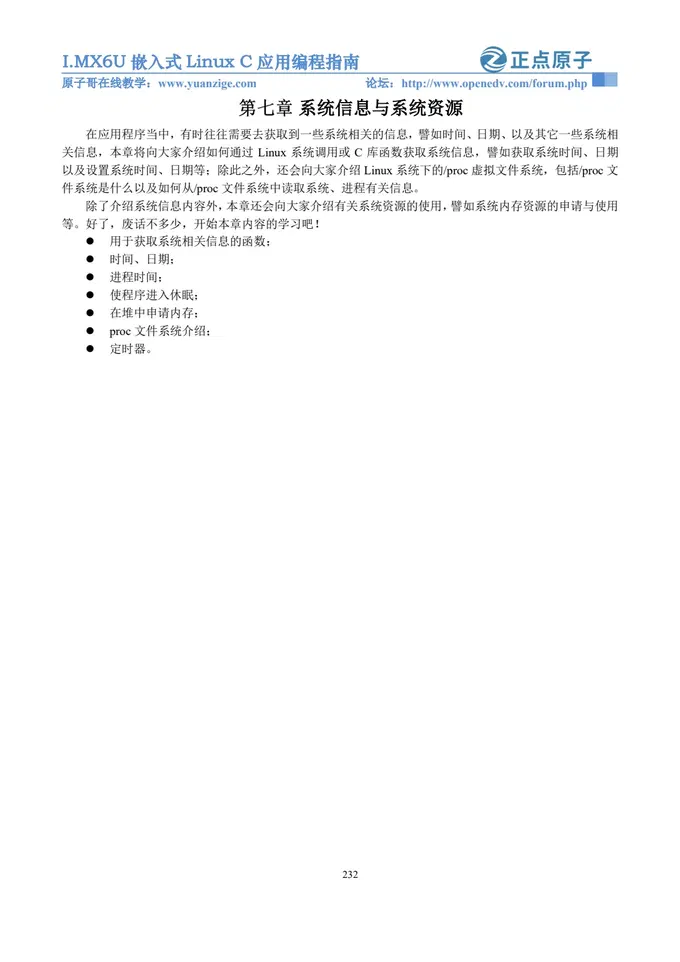 I.MX6U 嵌入式 Linux C 应用编程指南
正点原子
原子哥在线教学：www.yuanzige.com
论坛：http://www.openedv.com/forum.php
第七章 系统信息与系统资源
在应用程序当中，有时往往需要去获取到一些系统相关的信息，譬如时间、日期、以及其它一些系统相
关信息，本章将向大家介绍如何通过 Linux 系统调用或 C 库函数获取系统信息，譬如获取系统时间、日期
以及设置系统时间、日期等；除此之外，还会向大家介绍 Linux 系统下的/proc 虚拟文件系统，包括/proc 文
件系统是什么以及如何从/proc 文件系统中读取系统、进程有关信息。
除了介绍系统信息内容外，本章还会向大家介绍有关系统资源的使用，譬如系统内存资源的申请与使用
等。好了，废话不多少，开始本章内容的学习吧！
● 用于获取系统相关信息的函数；
● 时间、日期；
● 进程时间；
● 使程序进入休眠；
● 在堆中申请内存；
● proc 文件系统介绍；
● 定时器。
232